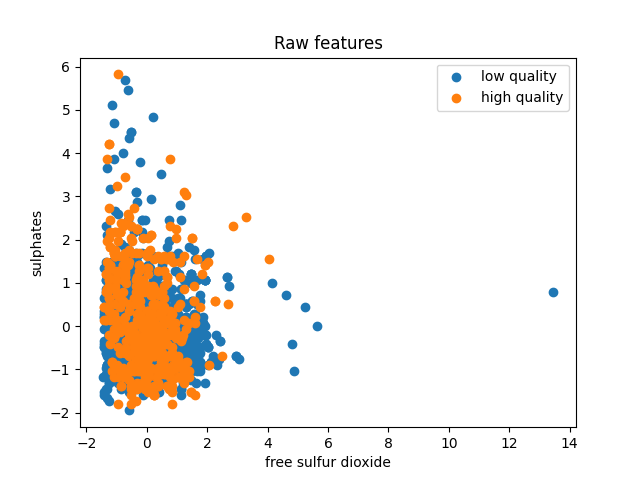 Raw features
low quality
high quality
sulphates
6
5
4
3
2
1
0
−1
−2
−2 0 2 4 6 8 10 12 14
free sulfur dioxide